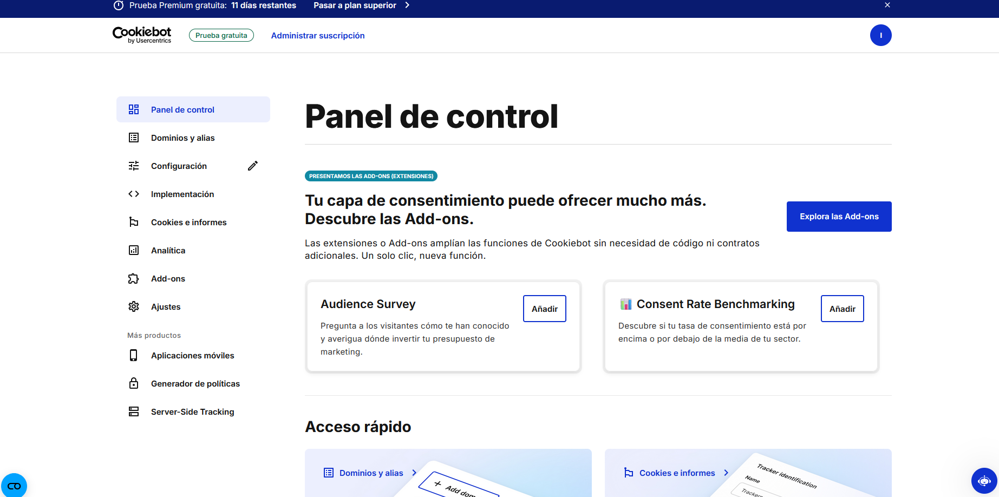 Prueba Premium gratuita: 11 días restantes Pasar a plan superior
Cookiebot
by Usercentrics
Prueba gratuita
Administrar suscripción
I
Panel de control
Dominios y alias
Configuración
Implementación
Cookies e informes
Analítica
Add-ons
Ajustes
Más productos
Aplicaciones móviles
Generador de políticas
Server-Side Tracking
Panel de control
PRESENTAMOS LAS ADD-ONS (EXTENSIONES)
Tu capa de consentimiento puede ofrecer mucho más.
Descubre las Add-ons.
Las extensiones o Add-ons amplían las funciones de Cookiebot sin necesidad de código ni contratos
adicionales. Un solo clic, nueva función.
Explora las Add-ons
Audience Survey
Añadir
Pregunta a los visitantes cómo te han conocido
y averigua dónde invertir tu presupuesto de
marketing.
Consent Rate Benchmarking
Añadir
Descubre si tu tasa de consentimiento está por
encima o por debajo de la media de tu sector.
Acceso rápido
Dominios y alias
+ Add
Cookies e informes
Tracker identification
Name